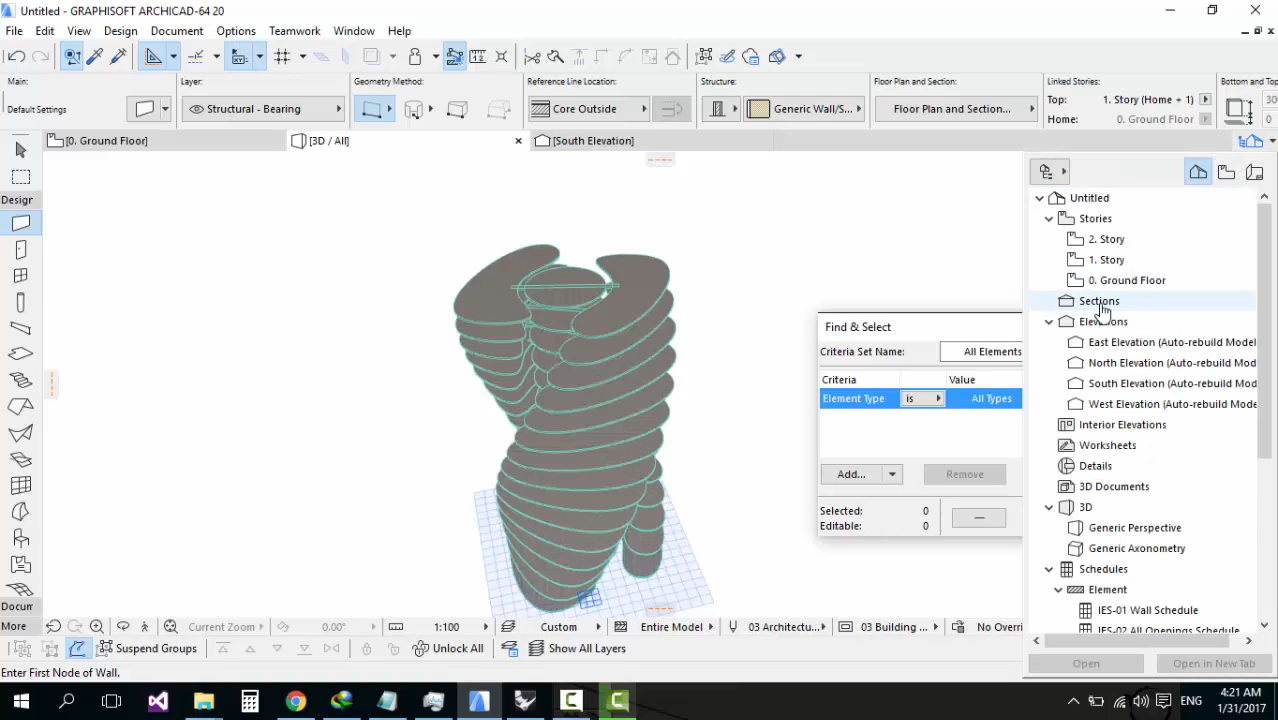 Untitled - GRAPHISOFT ARCHICAD-64 20
File Edit View Design Document Options Teamwork Window Help
Main: Layer: Geometry Method: Reference Line Location: Structure: Floor Plan and Section: Linked Stories: Bottom and Top
Default Settings Structural - Bearing Core Outside Generic Wall/S... Floor Plan and Section... Top: 1. Story (Home + 1)
Home: 0. Ground Floor
[0. Ground Floor] [3D / All] [South Elevation]
Design
Untitled
Stories
2. Story
1. Story
0. Ground Floor
Sections
Elevations
East Elevation (Auto-rebuild Model
North Elevation (Auto-rebuild Mod
South Elevation (Auto-rebuild Mod
West Elevation (Auto-rebuild Mode
Interior Elevations
Worksheets
Details
3D Documents
3D
Generic Perspective
Generic Axonometry
Schedules
Element
IES-01 Wall Schedule
IES-02 All Openings Schedule
Open Open in New Tab
Find & Select
Criteria Set Name: All Elements
Criteria Value
Element Type is All Types
Add... Remove
Selected: 0
Editable: 0
Docur
More
Current Zoom 0.00° 1:100 Custom Entire Model 03 Architectu... 03 Building ... No Overri
Suspend Groups Unlock All Show All Layers
Enter First Node of Wall.
ENG
4:21 AM
1/31/2017